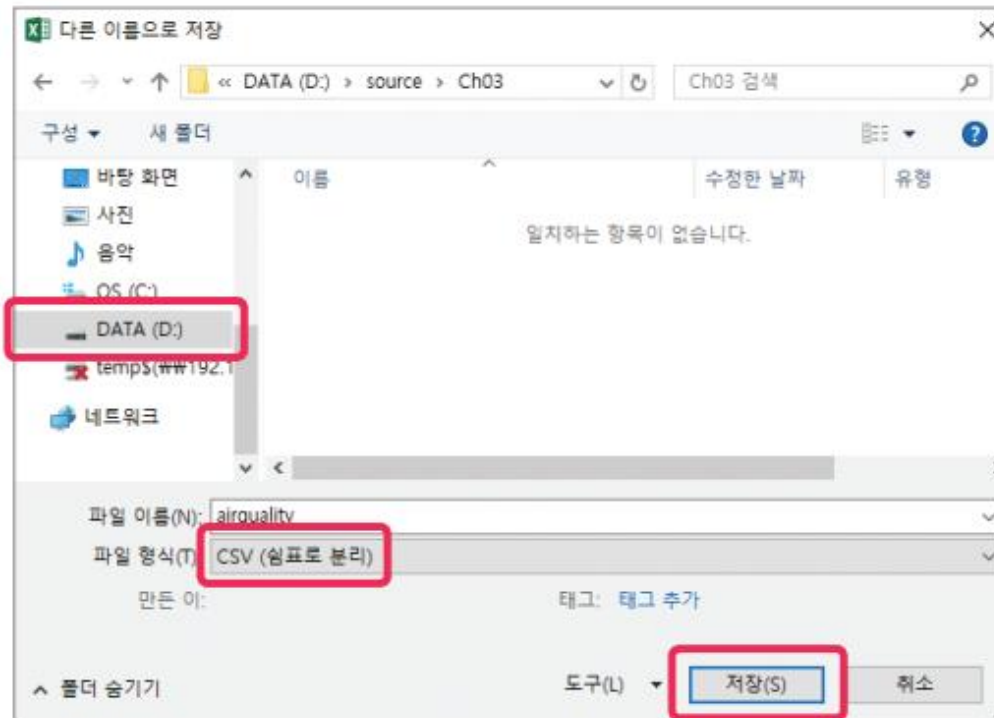 다른 이름으로 저장
« DATA (D:) › source › Ch03
Ch03 검색
구성
새 폴더
바탕 화면
이름
수정한 날짜
유형
사진
일치하는 항목이 없습니다.
음악
OS (C:)
DATA (D:)
temp$(₩₩192.1
네트워크
파일 이름(N): airquality
파일 형식(T) CSV (쉼표로 분리)
만든 이:
태그: 태그 추가
폴더 숨기기
도구(L)
저장(S)
취소